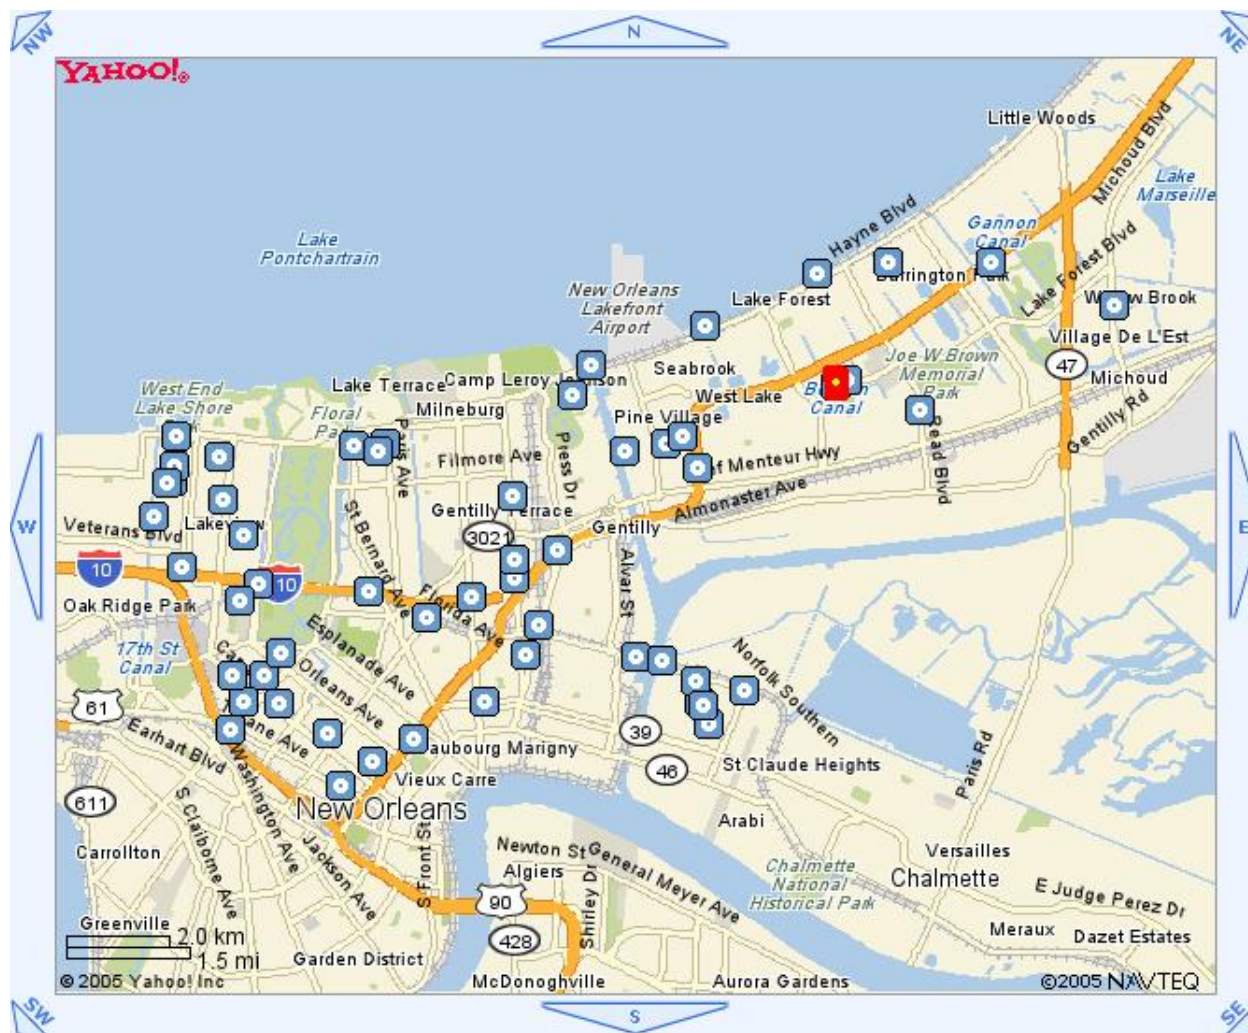 NW
N
NE
YAHOO!®
Little Woods
Michoud Blvd
Lake
Marseille
Hayne Blvd
Gannon
Canal
Lake
Pontchartrain
New Orleans
Lakefront
Airport
Lake Forest
Lake Forest Blvd
Village De L'Est
Seabrook
Joe W Brown
Memorial
Park
47
Michoud
West End
Lake Shore
Lake Terrace
Camp Leroy
West Lake
Canal
Floral
Milneburg
Pine Village
Gentilly Rd
Paris Ave
Filmore Ave
Press Dr
Menteur Hwy
Read Blvd
Almonaster Ave
W
Veterans Blvd
St Bernard Ave
Gentilly Terrace
Gentilly
3021
E
10
10
Alvar St
Oak Ridge Park
Florida Ave
17th St
Canal
Esplanade Ave
Orleans Ave
Norfolk Southern
61
39
Earhart Blvd
Marigny
46
St Claude Heights
Paris Rd
Washington Ave
Vieux Carre
611
New Orleans
S Claiborne Ave
Jackson Ave
S Front St
Arabi
Carrollton
Newton St
General Meyer Ave
Algiers
Versailles
Chalmette
Chalmette
National
Historical Park
E Judge Perez Dr
90
Shirley Dr
Greenville
2.0 km
428
Meraux
Dazet Estates
1.5 mi
Garden District
© 2005 Yahoo! Inc
McDonoghville
Aurora Gardens
©2005 NAVTEQ
SW
S
SE